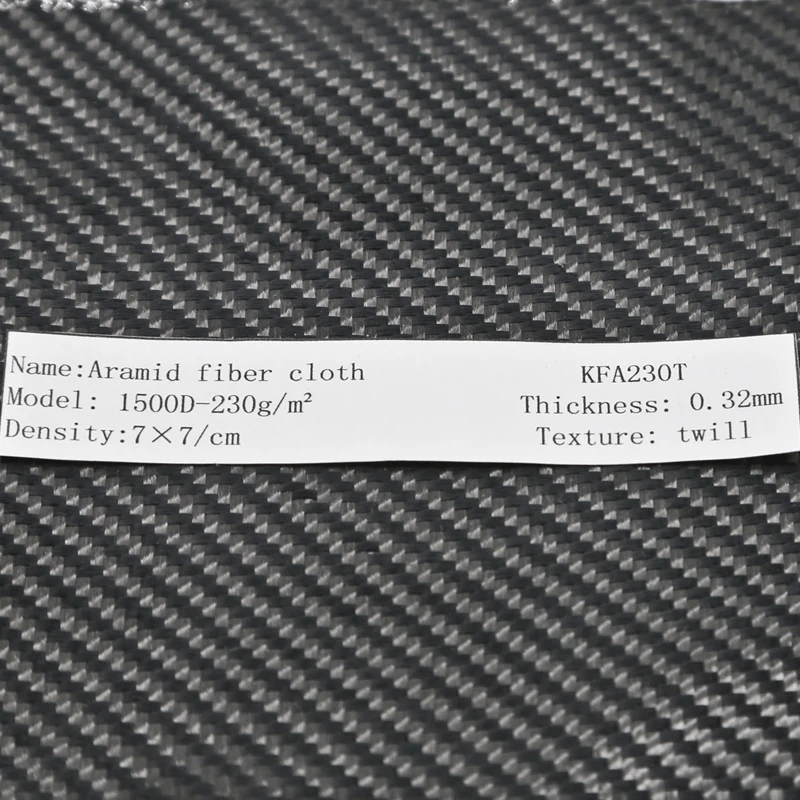 Name:Aramid fiber cloth KFA230T
Model: 1500D-230g/m² Thickness: 0.32mm
Density:7×7/cm Texture: twill